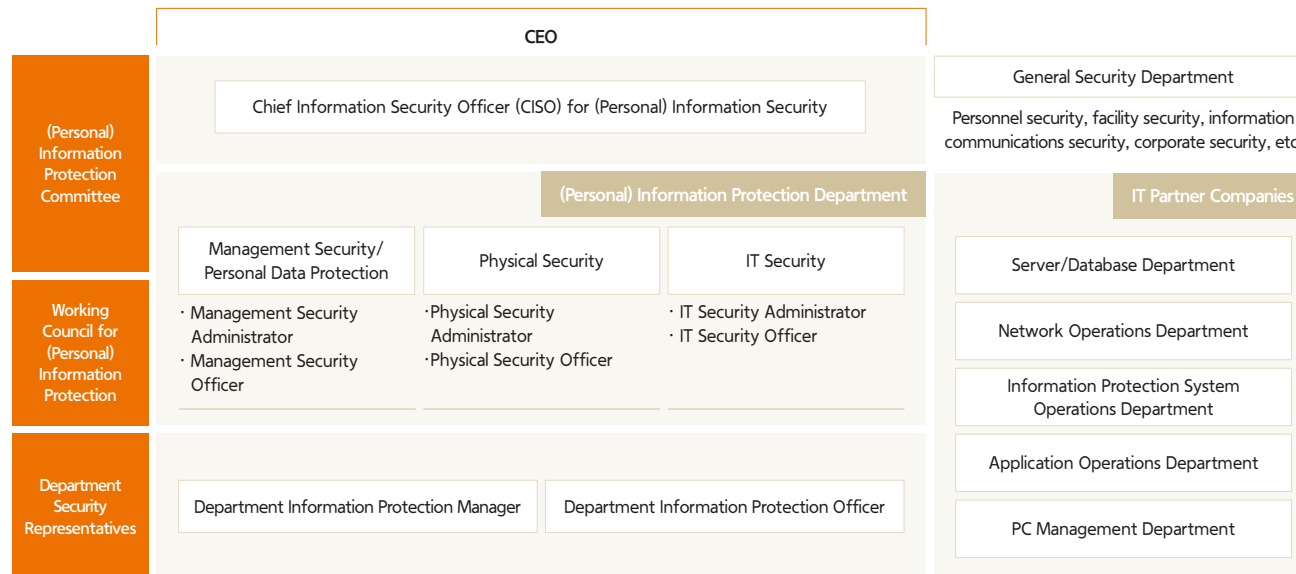 CEO
(Personal)
Information
Protection
Committee
Chief Information Security Officer (CISO) for (Personal) Information Security
General Security Department
Personnel security, facility security, information
communications security, corporate security, etc
(Personal) Information Protection Department
Management Security/
Personal Data Protection
Physical Security
IT Security
Working
Council for
(Personal)
Information
Protection
· Management Security
Administrator
· Management Security
Officer
·Physical Security
Administrator
·Physical Security Officer
· IT Security Administrator
· IT Security Officer
Department
Security
Representatives
Department Information Protection Manager
Department Information Protection Officer
IT Partner Companies
Server/Database Department
Network Operations Department
Information Protection System
Operations Department
Application Operations Department
PC Management Department